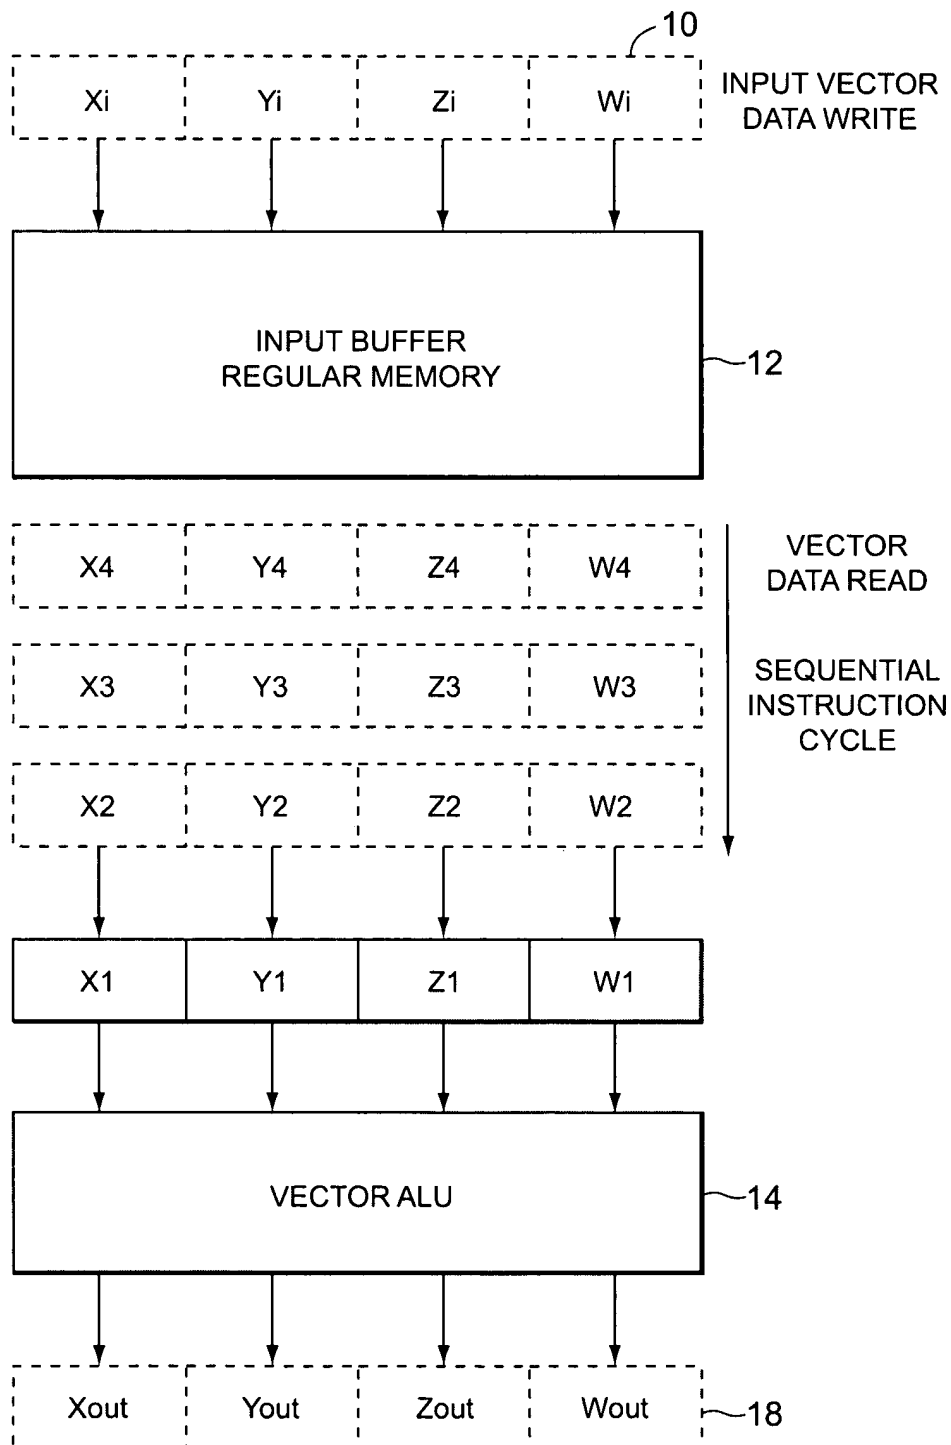 10
Xi Yi Zi Wi
INPUT VECTOR
DATA WRITE
INPUT BUFFER
REGULAR MEMORY
12
X4 Y4 Z4 W4
VECTOR
DATA READ
X3 Y3 Z3 W3
SEQUENTIAL
INSTRUCTION
CYCLE
X2 Y2 Z2 W2
X1 Y1 Z1 W1
VECTOR ALU
14
Xout Yout Zout Wout
18